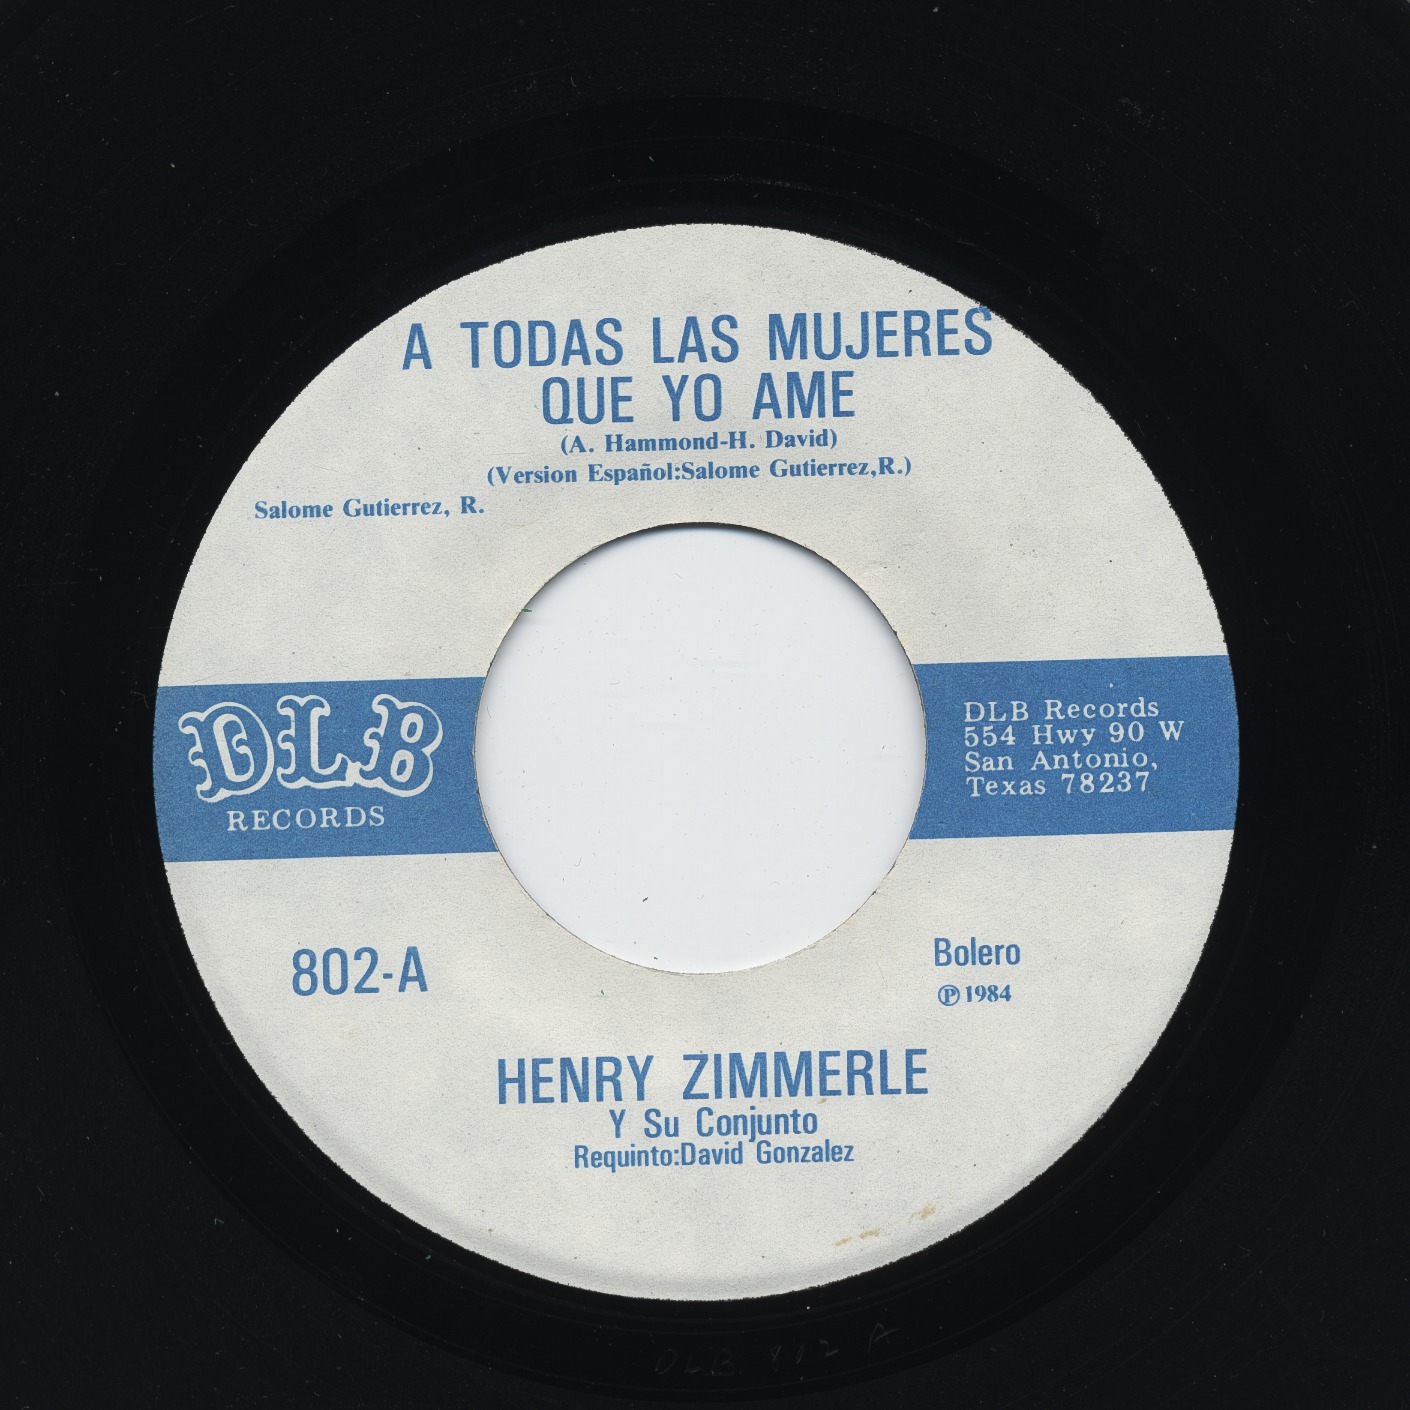 A TODAS LAS MUJERES
QUE YO AME
(A. Hammond-H. David)
(Version Español:Salome Gutierrez,R.)
Salome Gutierrez, R.
DLB
RECORDS
DLB Records
554 Hwy 90 W
San Antonio,
Texas 78237
802-A
Bolero
Ⓟ1984
HENRY ZIMMERLE
Y Su Conjunto
Requinto:David Gonzalez
DLB 802 A